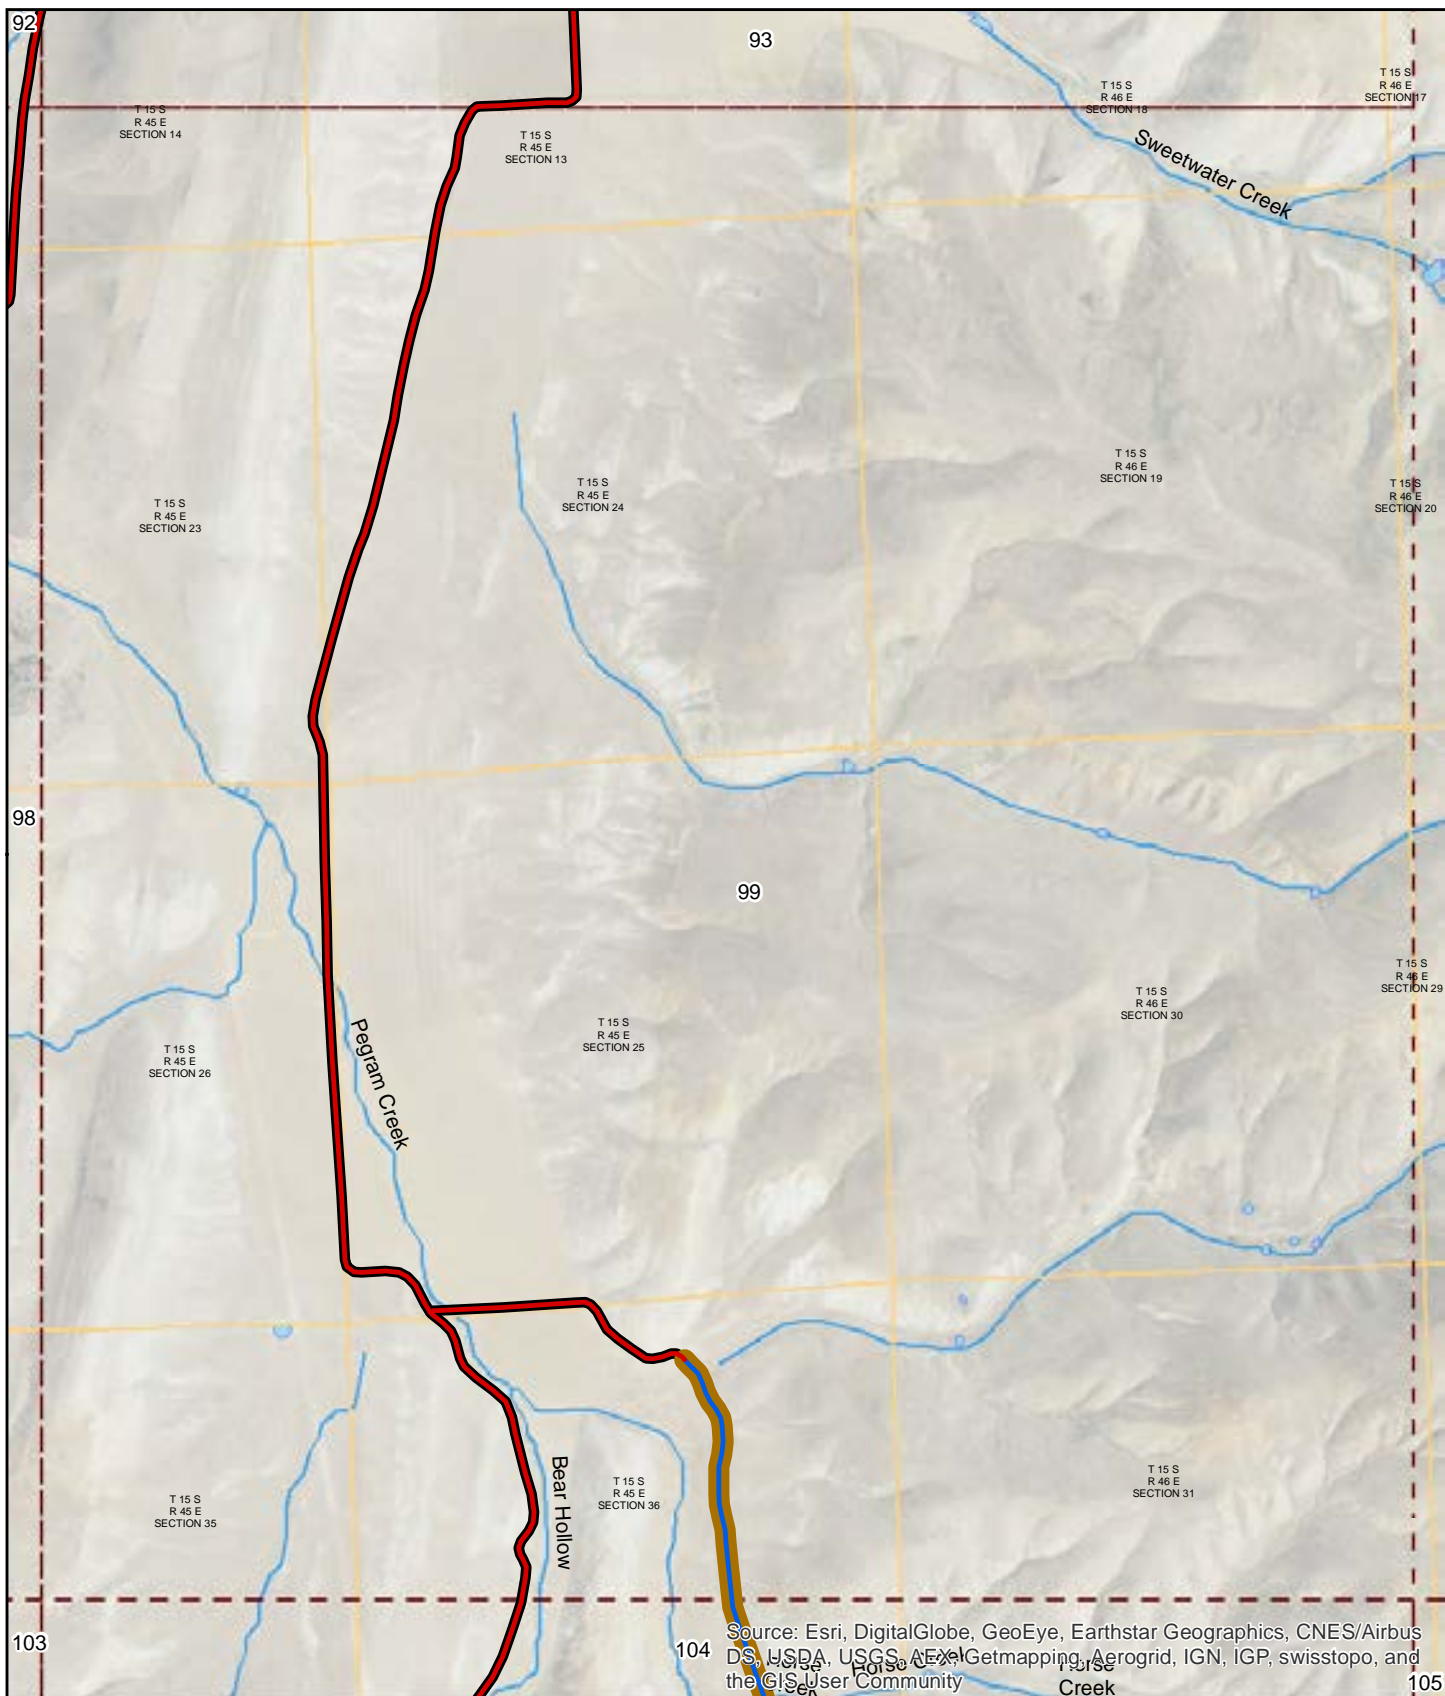 92
93
T 15 S
R 45 E
SECTION 14
T 15 S
R 45 E
SECTION 13
T 15 S
R 46 E
SECTION 18
T 15 S
R 46 E
SECTION 17
Sweetwater Creek
T 15 S
R 45 E
SECTION 23
T 15 S
R 45 E
SECTION 24
T 15 S
R 46 E
SECTION 19
T 15 S
R 46 E
SECTION 20
98
99
T 15 S
R 45 E
SECTION 26
Pegram Creek
T 15 S
R 45 E
SECTION 25
T 15 S
R 46 E
SECTION 30
T 15 S
R 46 E
SECTION 29
T 15 S
R 45 E
SECTION 35
Bear Hollow
T 15 S
R 45 E
SECTION 36
T 15 S
R 46 E
SECTION 31
103
104
Source: Esri, DigitalGlobe, GeoEye, Earthstar Geographics, CNES/Airbus
DS, USDA, USGS, AEX, Getmapping, Aerogrid, IGN, IGP, swisstopo, and
the GIS User Community
Horse
Creek
Horse Creek
Horse
Creek
105